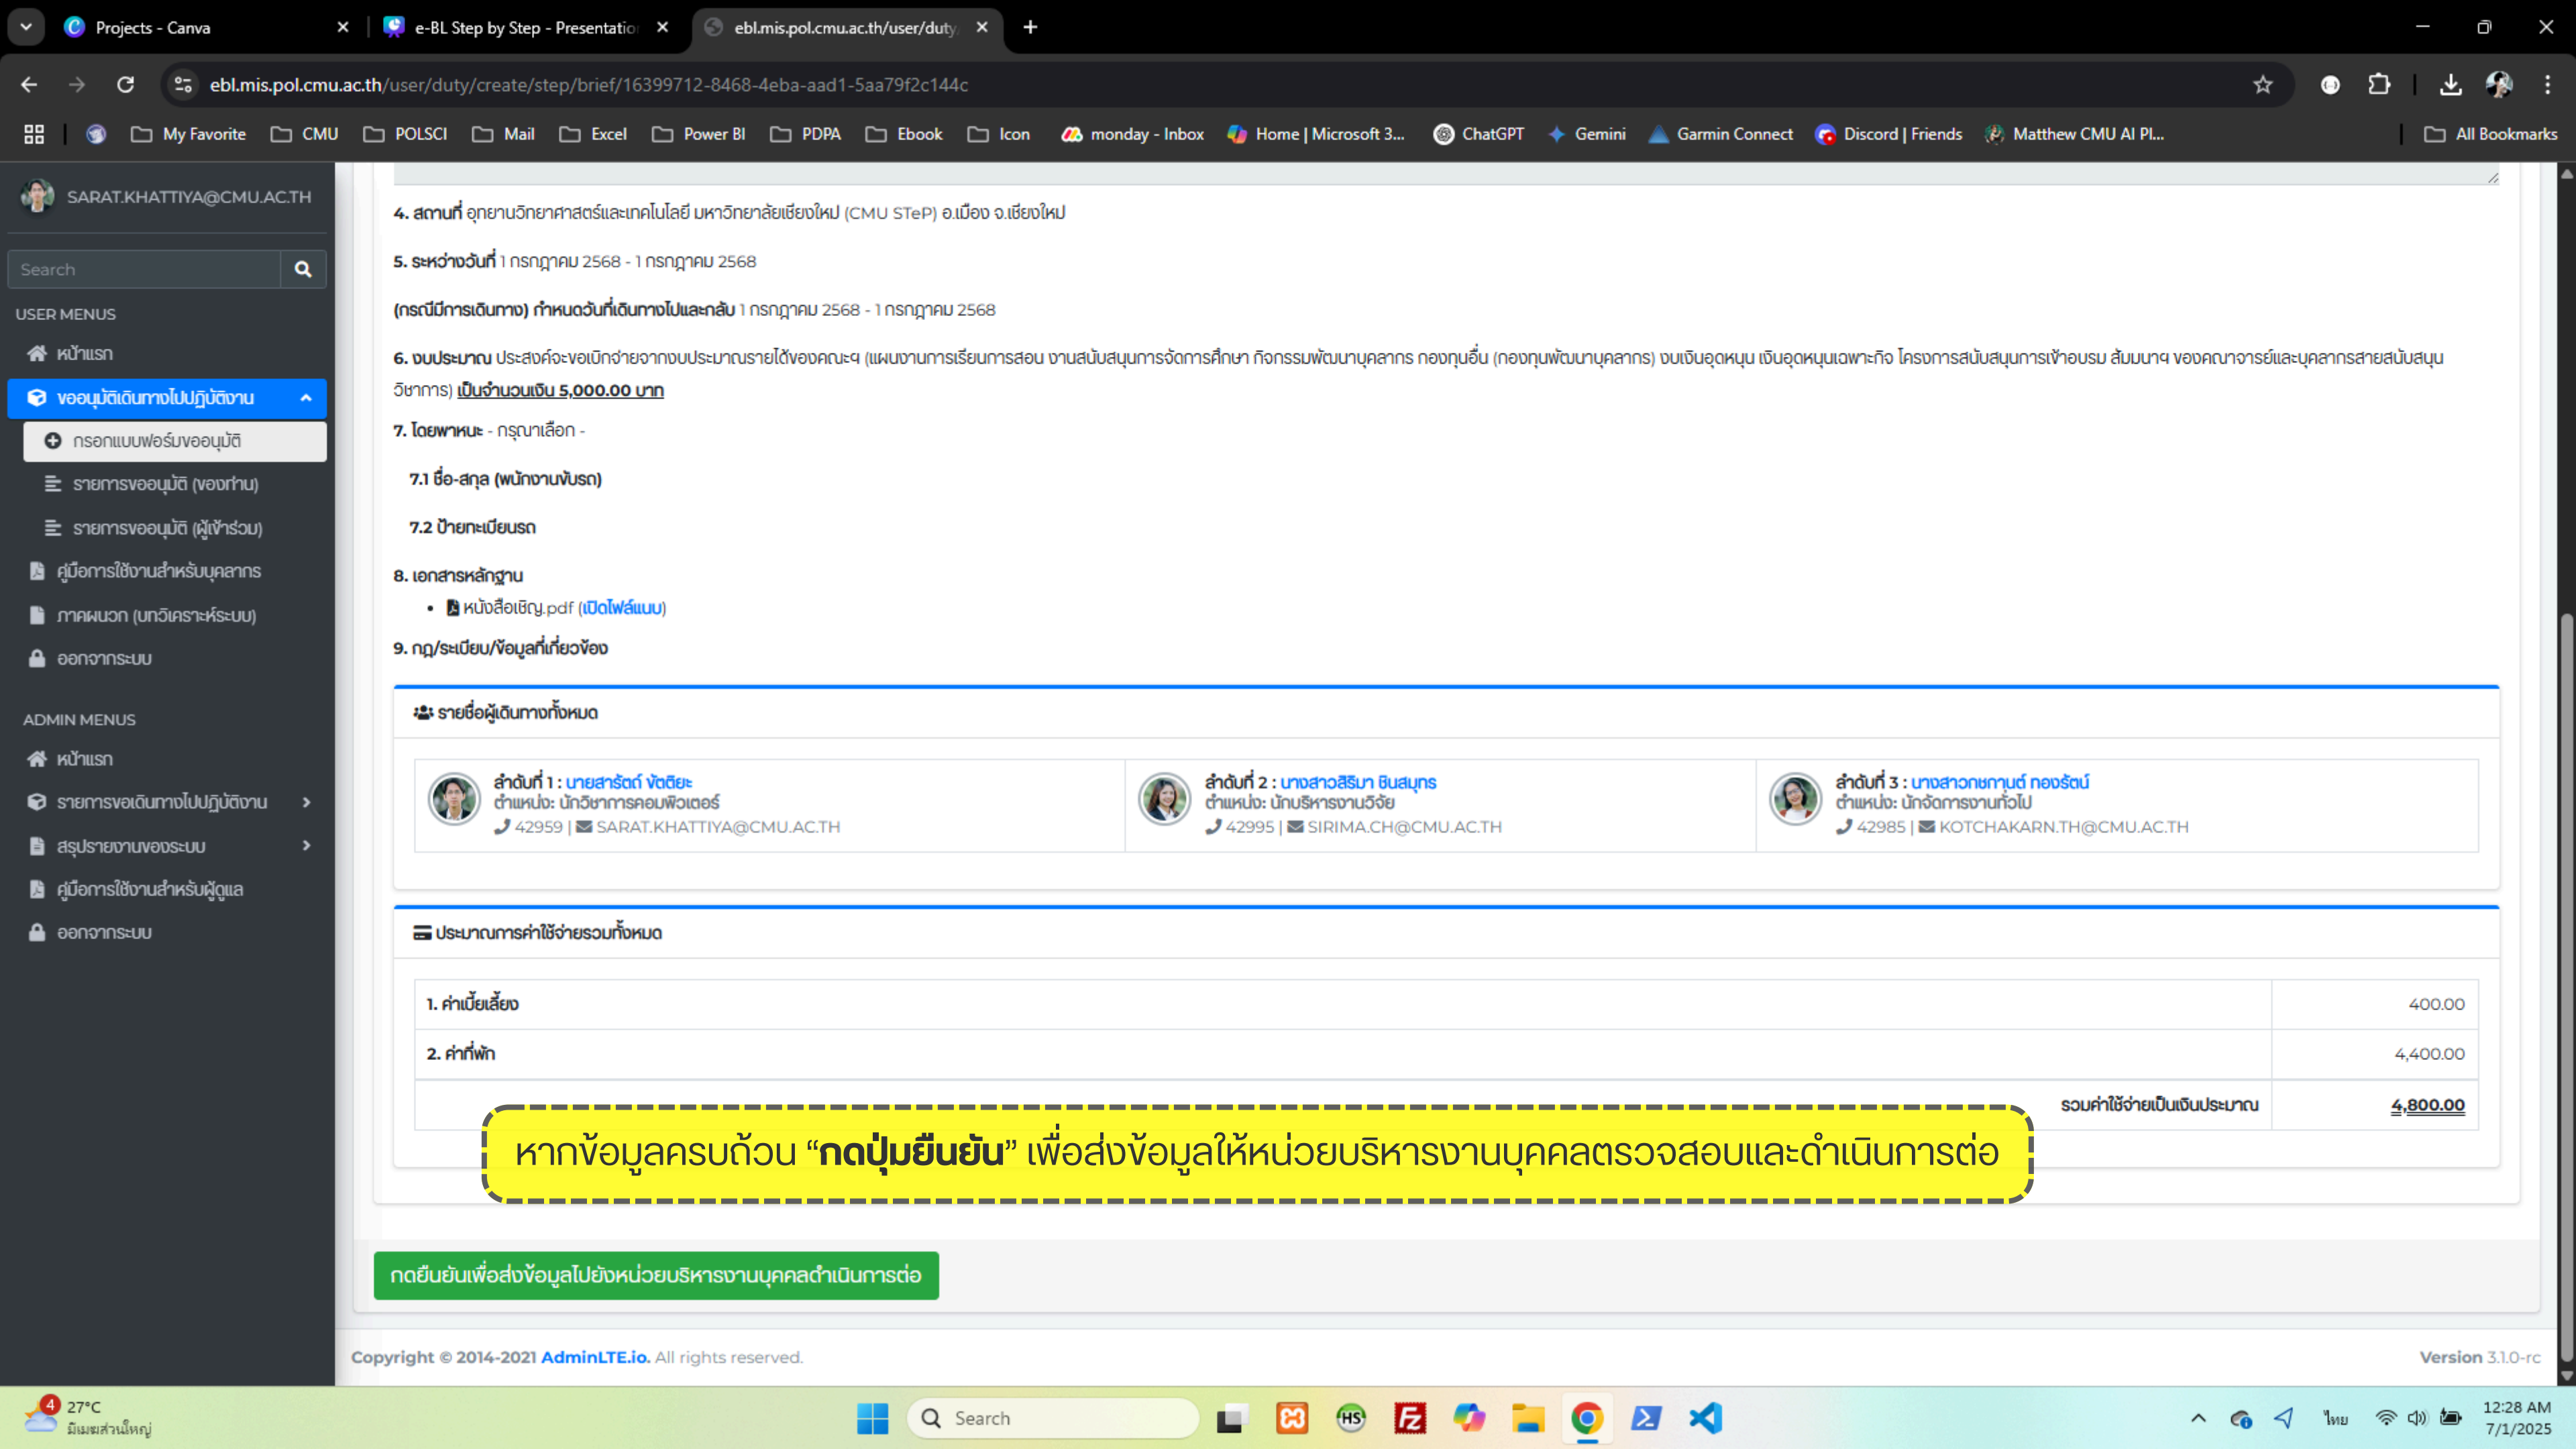 Projects - Canva
e-BL Step by Step - Presentation
ebl.mis.pol.cmu.ac.th/user/duty
ebl.mis.pol.cmu.ac.th/user/duty/create/step/brief/16399712-8468-4eba-aad1-5aa79f2c144c
My Favorite CMU POLSCI Mail Excel Power BI PDPA Ebook Icon monday - Inbox Home | Microsoft 3... ChatGPT Gemini Garmin Connect Discord | Friends Matthew CMU AI Pl... All Bookmarks
SARAT.KHATTIYA@CMU.AC.TH
Search
USER MENUS
หน้าแรก
ขออนุมัติเดินทางไปปฏิบัติงาน
กรอกแบบฟอร์มขออนุมัติ
รายการขออนุมัติ (ของท่าน)
รายการขออนุมัติ (ผู้เข้าร่วม)
คู่มือการใช้งานสำหรับบุคลากร
ภาคผนวก (บทวิเคราะห์ระบบ)
ออกจากระบบ
ADMIN MENUS
หน้าแรก
รายการขอเดินทางไปปฏิบัติงาน
สรุปรายงานของระบบ
คู่มือการใช้งานสำหรับผู้ดูแล
ออกจากระบบ
4. สถานที่ อุทยานวิทยาศาสตร์และเทคโนโลยี มหาวิทยาลัยเชียงใหม่ (CMU STeP) อ.เมือง จ.เชียงใหม่
5. ระหว่างวันที่ 1 กรกฎาคม 2568 - 1 กรกฎาคม 2568
(กรณีมีการเดินทาง) กำหนดวันที่เดินทางไปและกลับ 1 กรกฎาคม 2568 - 1 กรกฎาคม 2568
6. งบประมาณ ประสงค์จะขอเบิกจ่ายจากงบประมาณรายได้ของคณะฯ (แผนงานการเรียนการสอน งานสนับสนุนการจัดการศึกษา กิจกรรมพัฒนาบุคลากร กองทุนอื่น (กองทุนพัฒนาบุคลากร) งบเงินอุดหนุน เงินอุดหนุนเฉพาะกิจ โครงการสนับสนุนการเข้าอบรม สัมมนาฯ ของคณาจารย์และบุคลากรสายสนับสนุน
วิชาการ) เป็นจำนวนเงิน 5,000.00 บาท
7. โดยพาหนะ - กรุณาเลือก -
7.1 ชื่อ-สกุล (พนักงานขับรถ)
7.2 ป้ายทะเบียนรถ
8. เอกสารหลักฐาน
• หนังสือเชิญ.pdf (เปิดไฟล์แนบ)
9. กฎ/ระเบียบ/ข้อมูลที่เกี่ยวข้อง
รายชื่อผู้เดินทางทั้งหมด
ลำดับที่ 1 : นายสารัตถ์ ขัตติยะ
ตำแหน่ง: นักวิชาการคอมพิวเตอร์
42959 | SARAT.KHATTIYA@CMU.AC.TH
ลำดับที่ 2 : นางสาวสิริมา ชินสมุทร
ตำแหน่ง: นักบริหารงานวิจัย
42995 | SIRIMA.CH@CMU.AC.TH
ลำดับที่ 3 : นางสาวกชกานต์ ทองรัตน์
ตำแหน่ง: นักจัดการงานทั่วไป
42985 | KOTCHAKARN.TH@CMU.AC.TH
ประมาณการค่าใช้จ่ายรวมทั้งหมด
1. ค่าเบี้ยเลี้ยง 400.00
2. ค่าที่พัก 4,400.00
รวมค่าใช้จ่ายเป็นเงินประมาณ 4,800.00
หากข้อมูลครบถ้วน “กดปุ่มยืนยัน” เพื่อส่งข้อมูลให้หน่วยบริหารงานบุคคลตรวจสอบและดำเนินการต่อ
กดยืนยันเพื่อส่งข้อมูลไปยังหน่วยบริหารงานบุคคลดำเนินการต่อ
Copyright © 2014-2021 AdminLTE.io. All rights reserved.
Version 3.1.0-rc
4
27°C
มีเมฆส่วนใหญ่
Search
ไทย
12:28 AM
7/1/2025